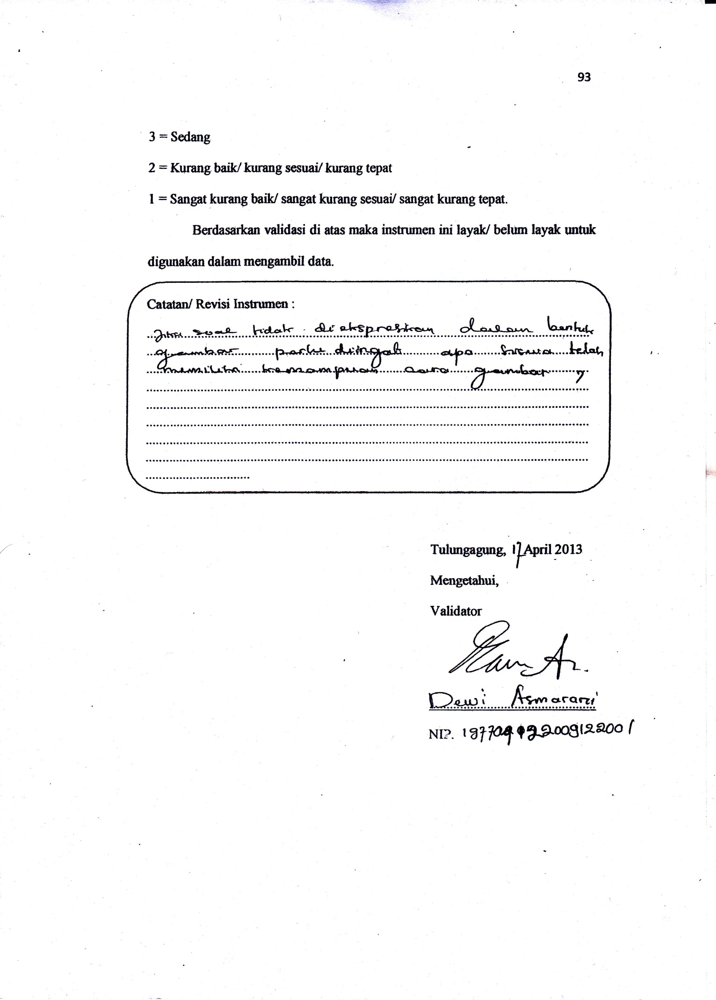 93
3 = Sedang
2 = Kurang baik/ kurang sesuai/ kurang tepat
1 = Sangat kurang baik/ sangat kurang sesuai/ sangat kurang tepat.
Berdasarkan validasi di atas maka instrumen ini layak/ belum layak untuk
digunakan dalam mengambil data.
Catatan/ Revisi Instrumen :
Jika soal tidak diekspresikan dalam bentuk
gambar perlu diingat apa siswa telah
memiliki kemampuan cara gambar
Tulungagung, 17 April 2013
Mengetahui,
Validator
Dewi Asmarani
NIP.